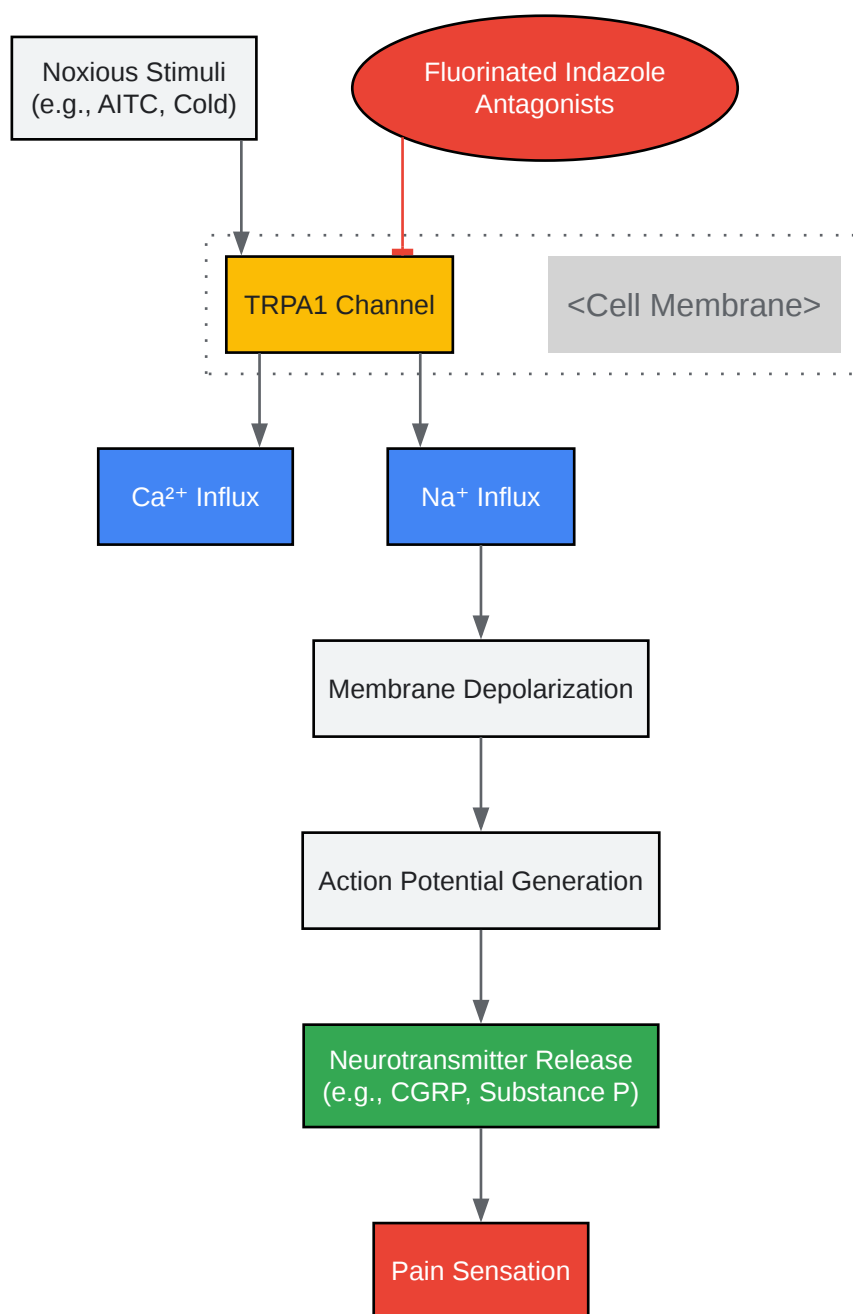 Noxious Stimuli
(e.g., AITC, Cold)
Fluorinated Indazole
Antagonists
TRPA1 Channel
<Cell Membrane>
Ca²⁺ Influx
Na⁺ Influx
Membrane Depolarization
Action Potential Generation
Neurotransmitter Release
(e.g., CGRP, Substance P)
Pain Sensation